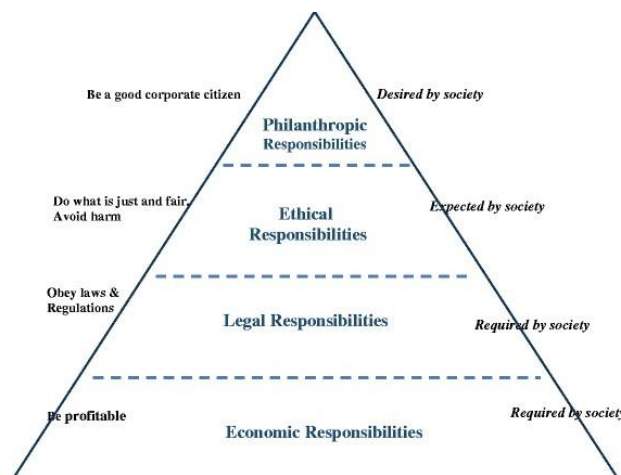 Be a good corporate citizen
Desired by society
Philanthropic
Responsibilities
Do what is just and fair,
Avoid harm
Expected by society
Ethical
Responsibilities
Obey laws &
Regulations
Legal Responsibilities
Required by society
Be profitable
Required by society
Economic Responsibilities